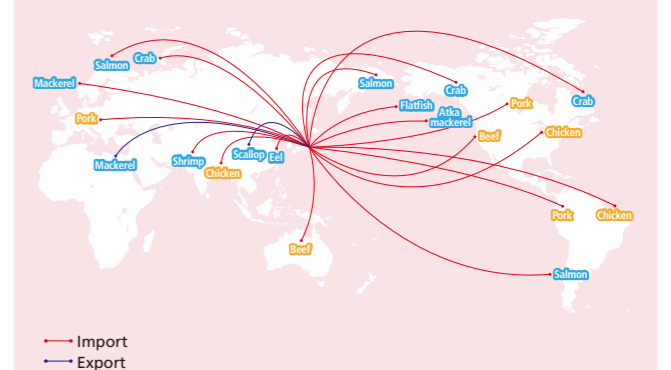 Salmon
Crab
Mackerel
Pork
Mackerel
Shrimp
Chicken
Scallop
Eel
Beef
Salmon
Crab
Flatfish
Atka
mackerel
Pork
Crab
Beef
Chicken
Pork
Chicken
Salmon
Import
Export